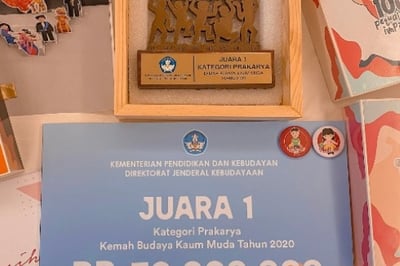 JUARA 1
KATEGORI PRAKARYA
100
KEMENTERIAN PENDIDIKAN DAN KEBUDAYAAN
DIREKTORAT JENDERAL KEBUDAYAAN
JUARA 1
Kategori Prakarya
Kemah Budaya Kaum Muda Tahun 2020